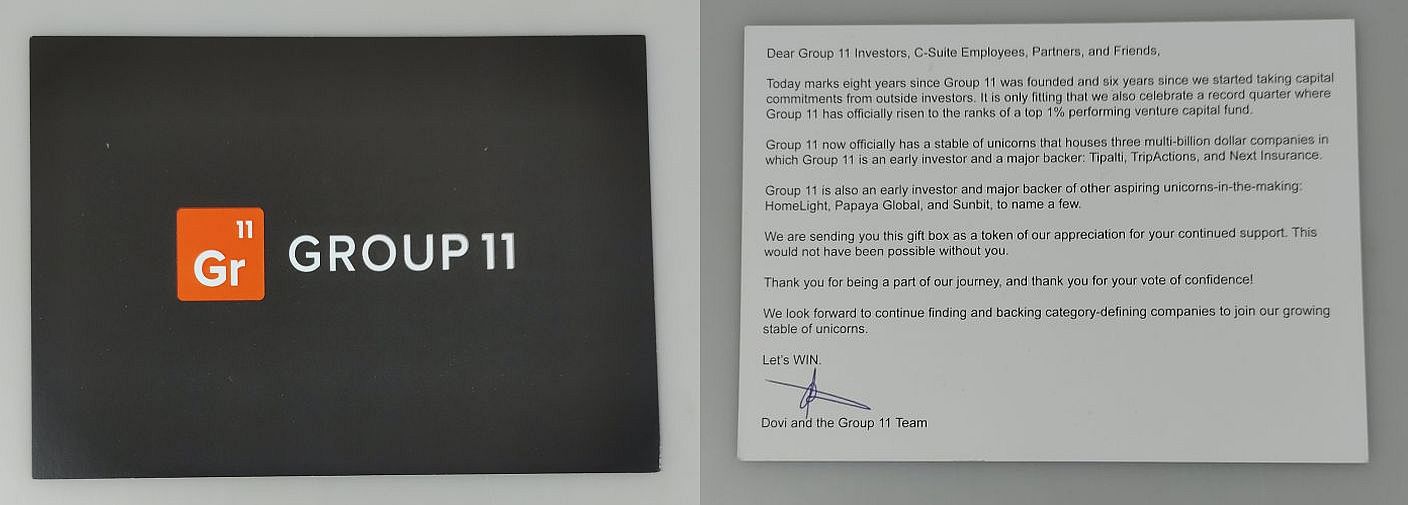 11
Gr
GROUP 11
Dear Group 11 Investors, C-Suite Employees, Partners, and Friends,
Today marks eight years since Group 11 was founded and six years since we started taking capital
commitments from outside investors. It is only fitting that we also celebrate a record quarter where
Group 11 has officially risen to the ranks of a top 1% performing venture capital fund.
Group 11 now officially has a stable of unicorns that houses three multi-billion dollar companies in
which Group 11 is an early investor and a major backer: Tipalti, TripActions, and Next Insurance.
Group 11 is also an early investor and major backer of other aspiring unicorns-in-the-making:
HomeLight, Papaya Global, and Sunbit, to name a few.
We are sending you this gift box as a token of our appreciation for your continued support. This
would not have been possible without you.
Thank you for being a part of our journey, and thank you for your vote of confidence!
We look forward to continue finding and backing category-defining companies to join our growing
stable of unicorns.
Let's WIN.
Dovi and the Group 11 Team